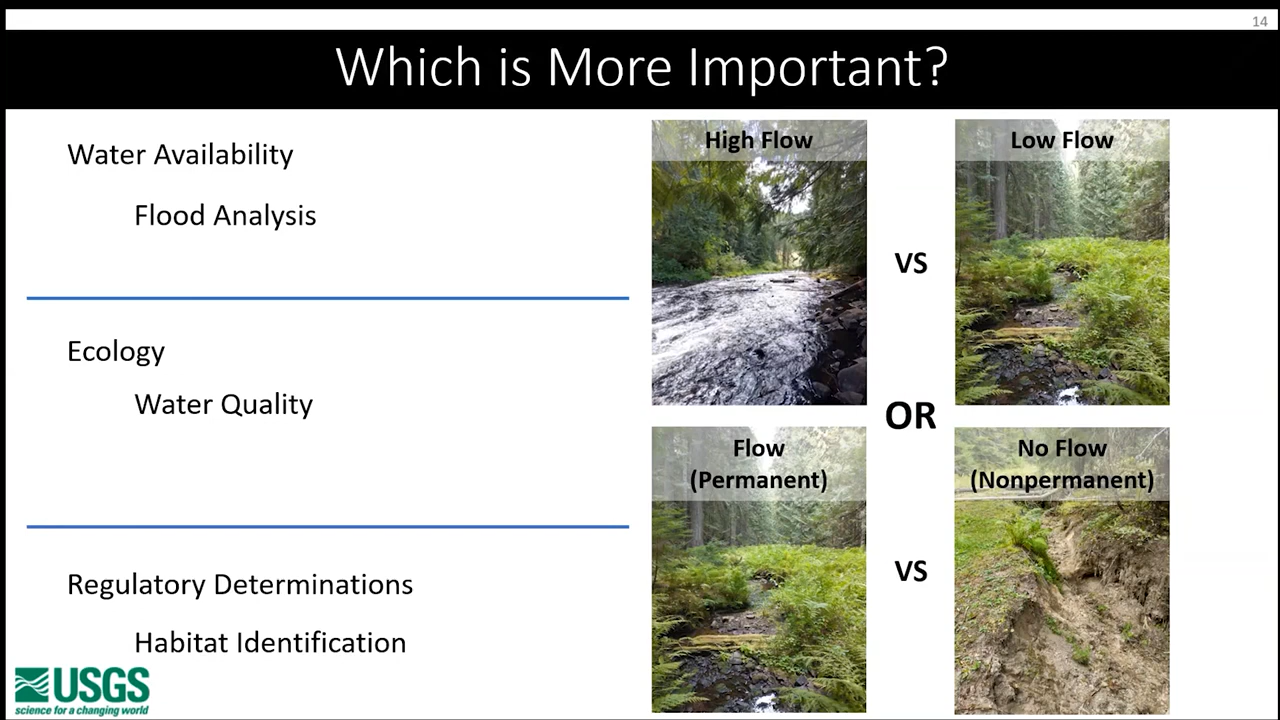 14
Which is More Important?
Water Availability
Flood Analysis
Ecology
Water Quality
Regulatory Determinations
Habitat Identification
High Flow
VS
Low Flow
OR
Flow
(Permanent)
VS
No Flow
(Nonpermanent)
USGS
science for a changing world